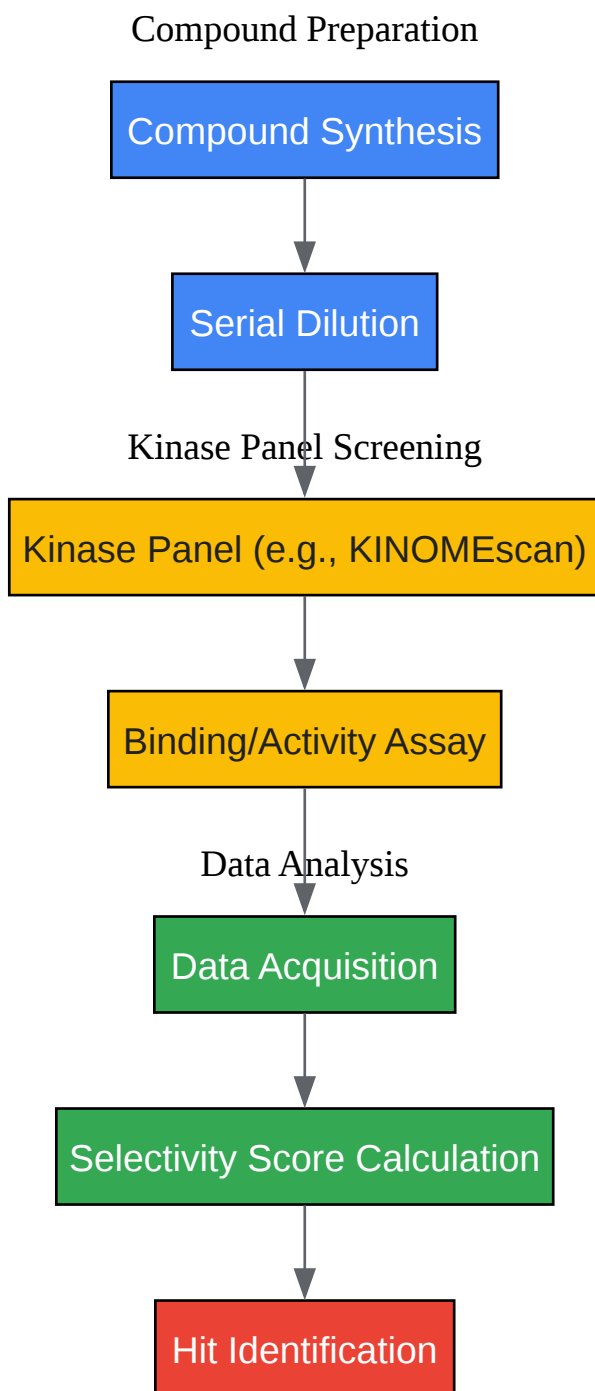 Compound Preparation
Compound Synthesis
Serial Dilution
Kinase Panel Screening
Kinase Panel (e.g., KINOMEscan)
Binding/Activity Assay
Data Analysis
Data Acquisition
Selectivity Score Calculation
Hit Identification